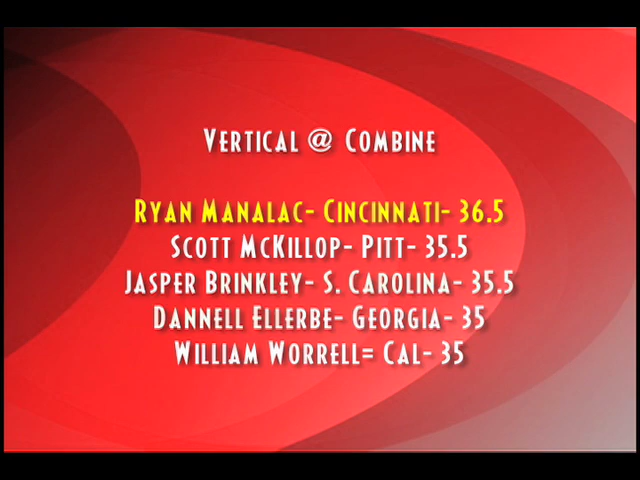 Vertical @ Combine
Ryan Manalac- Cincinnati- 36.5
Scott McKillop- Pitt- 35.5
Jasper Brinkley- S. Carolina- 35.5
Dannell Ellerbe- Georgia- 35
William Worrell= Cal- 35